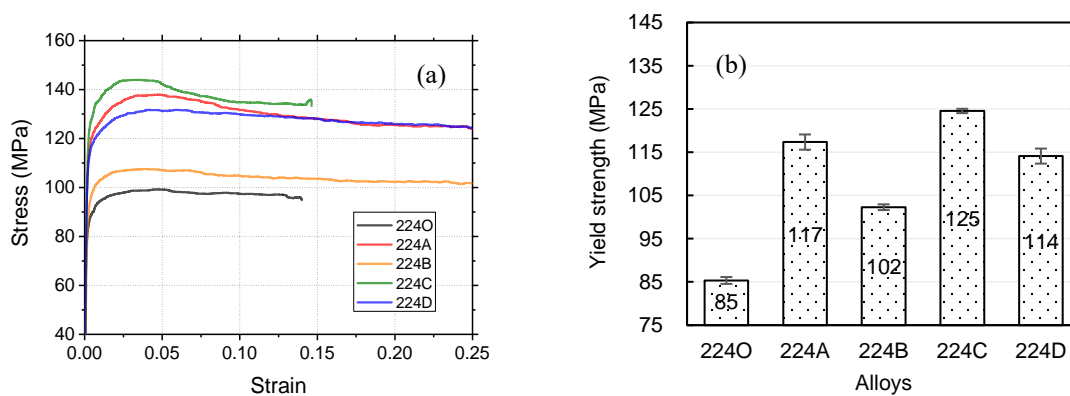 (a)
Stress (MPa)
160
140
120
100
80
60
40
224O
224A
224B
224C
224D
0.00 0.05 0.10 0.15 0.20 0.25
Strain
(b)
Yield strength (MPa)
145
135
125
115
105
95
85
75
85
117
102
125
114
224O 224A 224B 224C 224D
Alloys